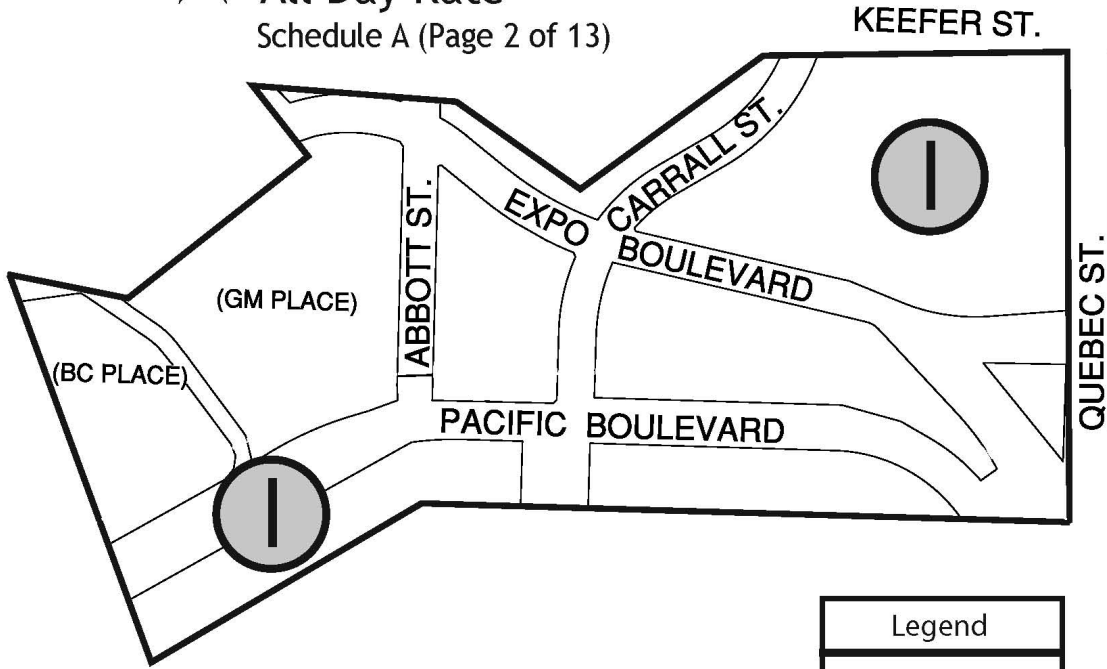 All Day Rate
Schedule A (Page 2 of 13)
KEEFER ST.
CARRALL ST.
I
EXPO BOULEVARD
ABBOTT ST.
QUEBEC ST.
(GM PLACE)
(BC PLACE)
PACIFIC BOULEVARD
I
Legend